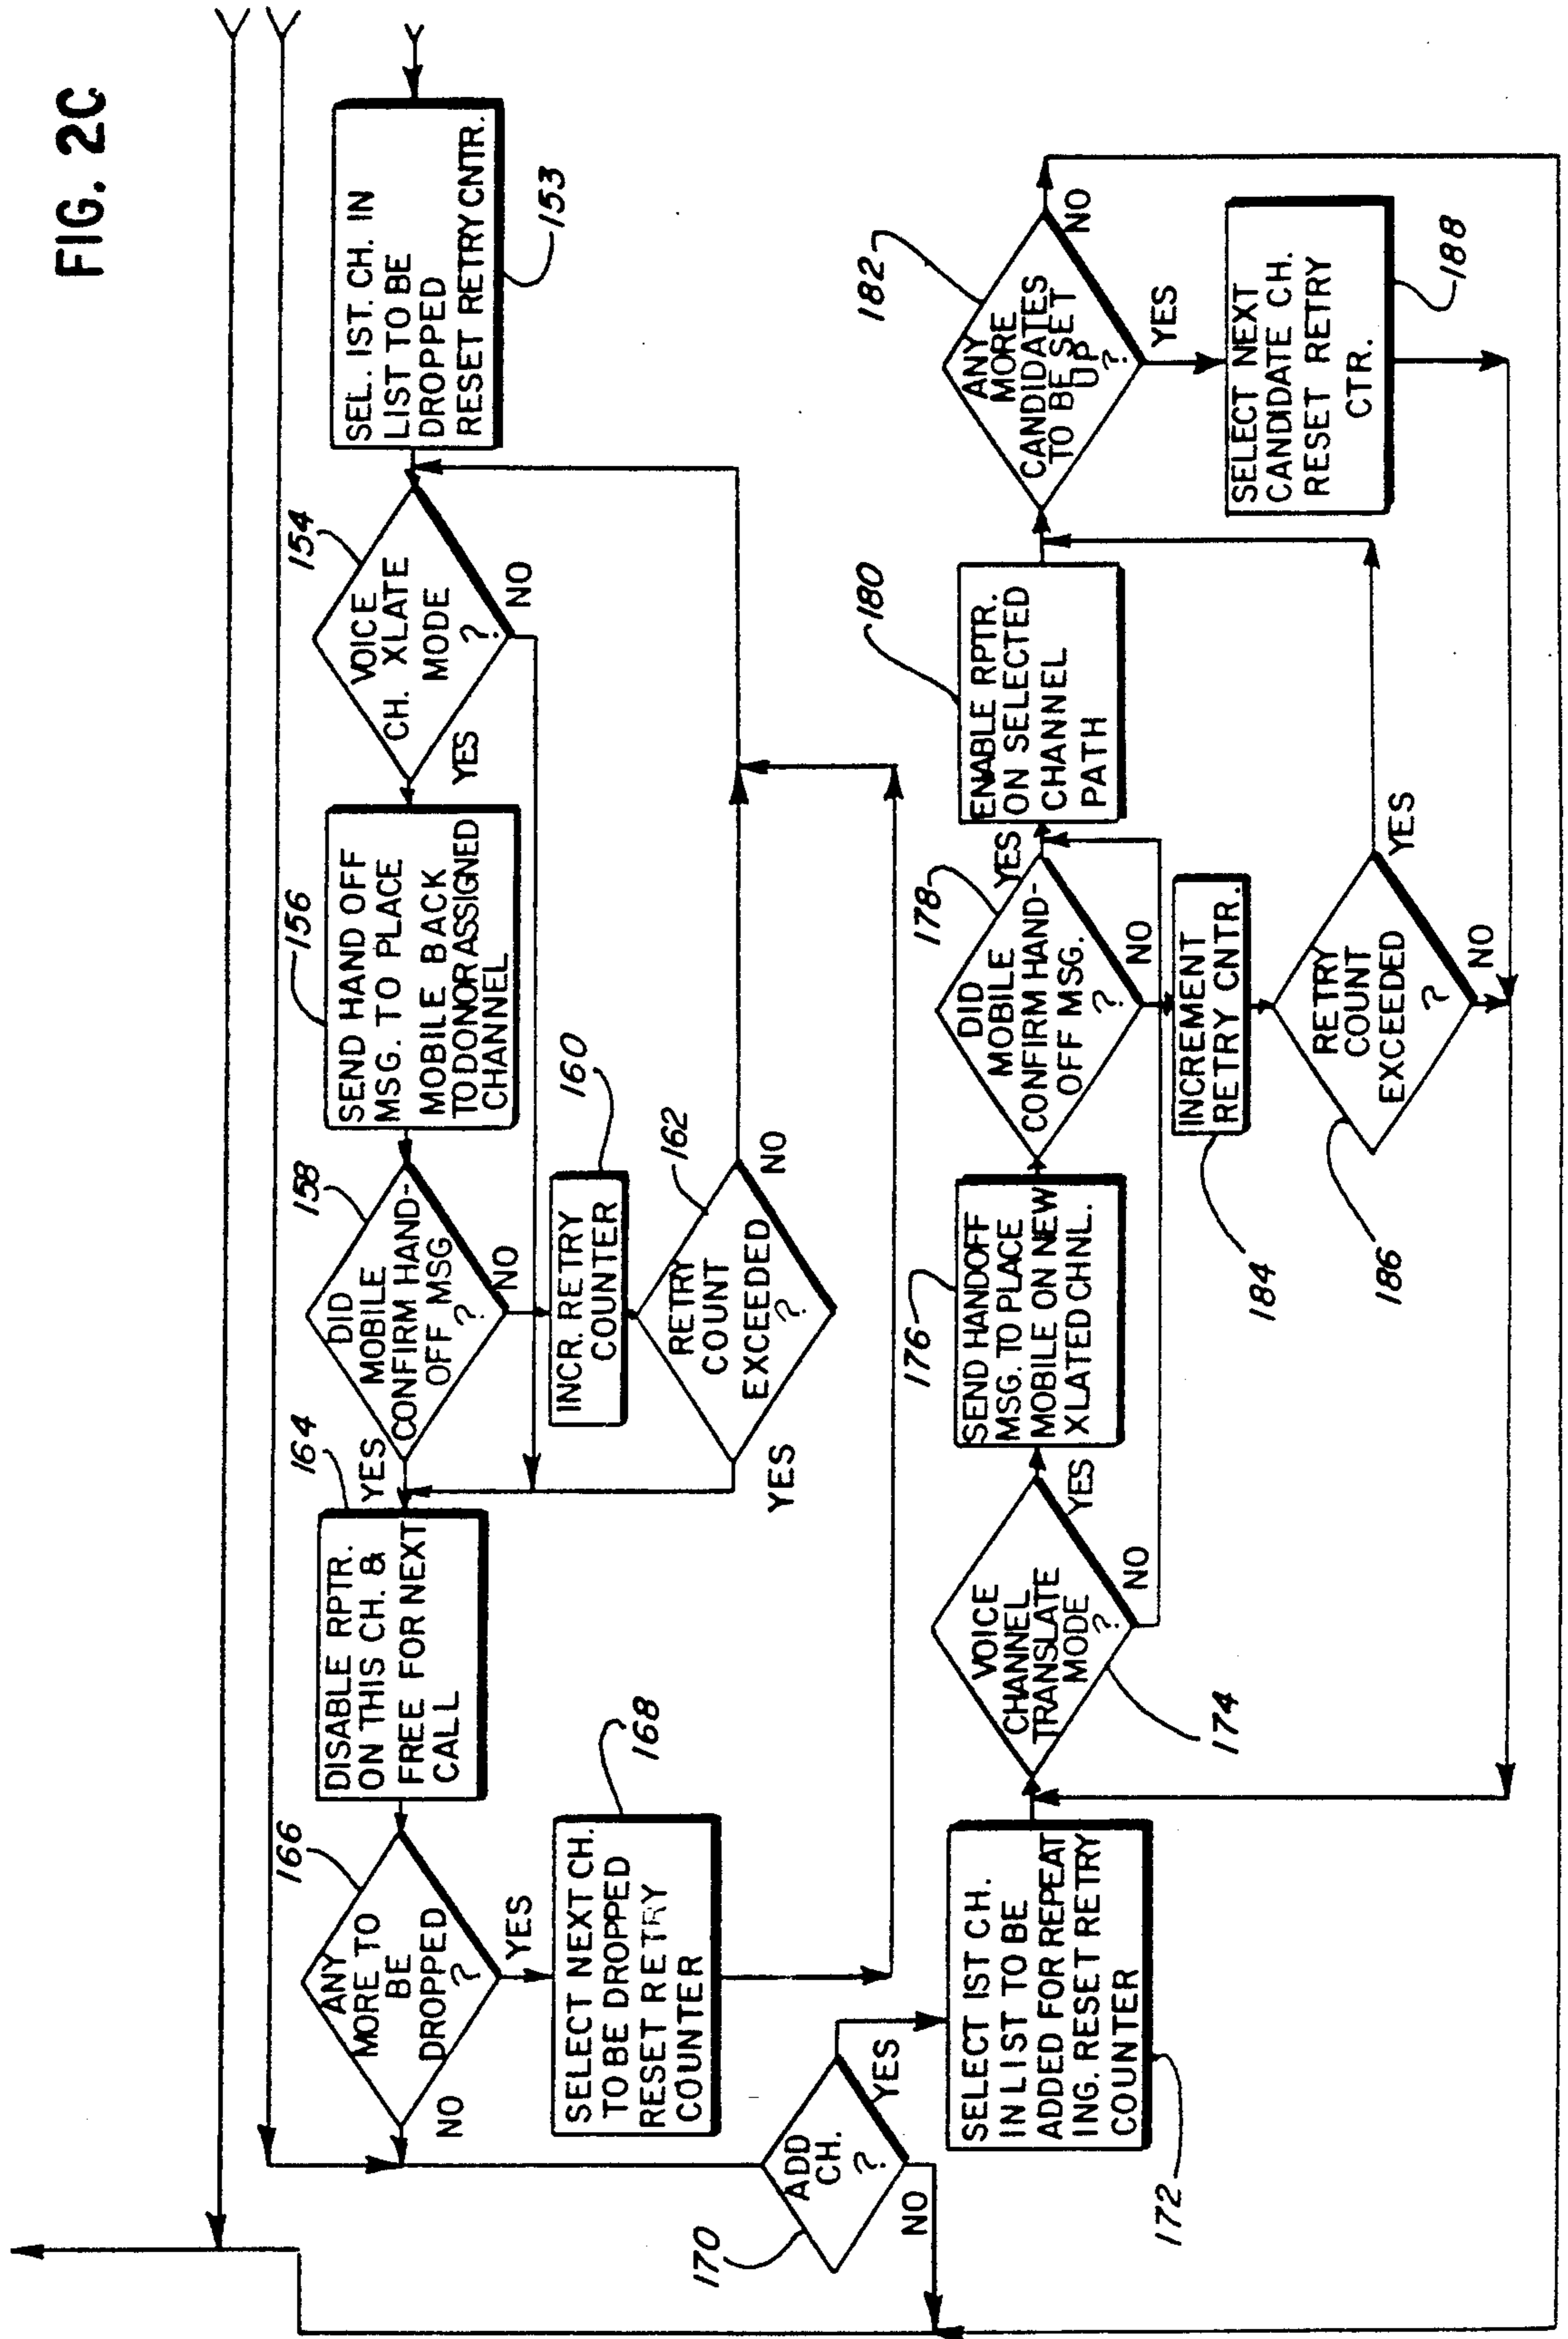 FIG. 2C
SEL. IST. CH. IN
LIST TO BE
DROPPED
RESET RETRY CNTR.
153
154
VOICE
CH. XLATE
MODE
?
NO
YES
156
SEND HAND OFF
MSG. TO PLACE
MOBILE BACK
TO DONOR ASSIGNED
CHANNEL
158
DID
MOBILE
CONFIRM HAND-
OFF MSG
?
NO
YES
160
INCR. RETRY
COUNTER
162
RETRY
COUNT
EXCEEDED
?
NO
YES
164
DISABLE RPTR.
ON THIS CH. &
FREE FOR NEXT
CALL
166
ANY
MORE TO
BE
DROPPED
?
YES
NO
168
SELECT NEXT CH.
TO BE DROPPED
RESET RETRY
COUNTER
170
ADD
CH.
?
YES
NO
172
SELECT IST CH.
IN LIST TO BE
ADDED FOR REPEAT
ING. RESET RETRY
COUNTER
174
VOICE
CHANNEL
TRANSLATE
MODE
?
YES
NO
176
SEND HANDOFF
MSG. TO PLACE
MOBILE ON NEW
XLATED CHNL.
178
DID
MOBILE
CONFIRM HAND-
OFF MSG.
?
YES
NO
180
ENABLE RPTR.
ON SELECTED
CHANNEL
PATH
182
ANY
MORE
CANDIDATES
TO BE SET
UP
?
NO
YES
184
INCREMENT
RETRY CNTR.
186
RETRY
COUNT
EXCEEDED
?
YES
NO
188
SELECT NEXT
CANDIDATE CH.
RESET RETRY
CTR.